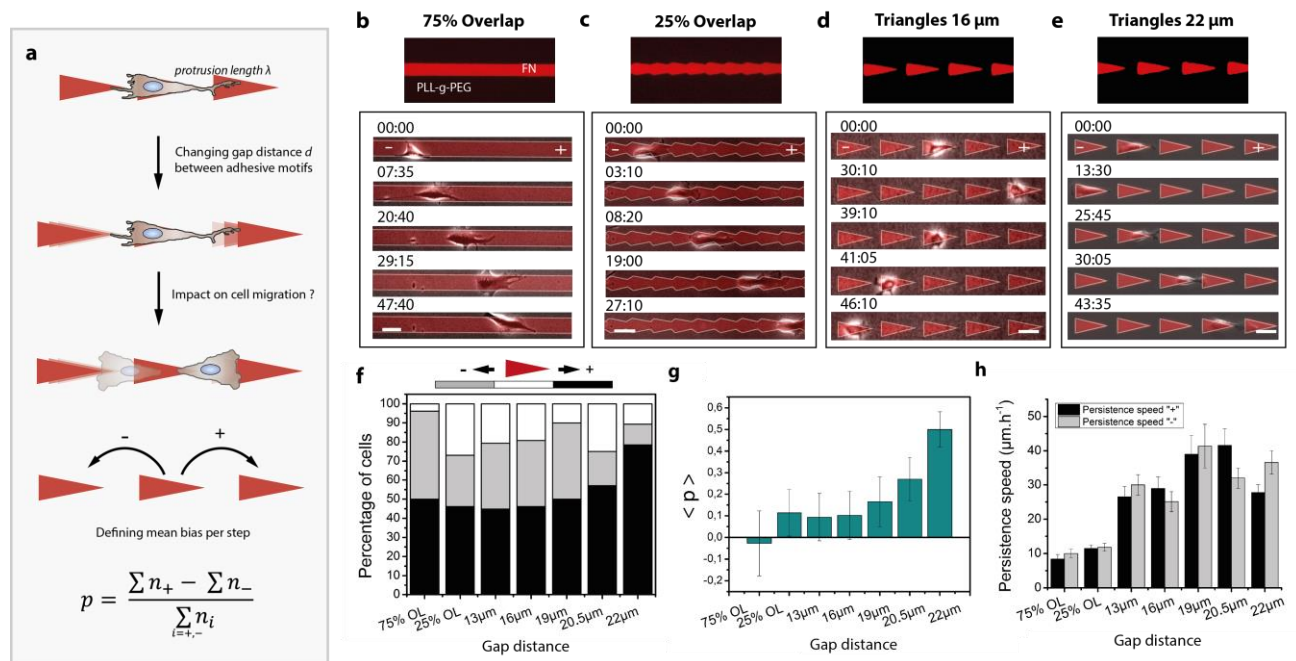 a
protrusion length λ
Changing gap distance d
between adhesive motifs
Impact on cell migration ?
- +
Defining mean bias per step
p = (∑ n+ − ∑ n−) / ∑ ni
i=+,−
b 75% Overlap
FN
PLL-g-PEG
00:00
- +
07:35
20:40
29:15
47:40
c 25% Overlap
00:00
- +
03:10
08:20
19:00
27:10
d Triangles 16 µm
00:00
- +
30:10
39:10
41:05
46:10
e Triangles 22 µm
00:00
- +
13:30
25:45
30:05
43:35
f
- +
Percentage of cells
100
90
80
70
60
50
40
30
20
10
0
75% OL 25% OL 13µm 16µm 19µm 20.5µm 22µm
Gap distance
g
< p >
0,6
0,5
0,4
0,3
0,2
0,1
0,0
-0,1
-0,2
75% OL 25% OL 13µm 16µm 19µm 20.5µm 22µm
Gap distance
h
Persistence speed "+"
Persistence speed "-"
Persistence speed (µm.h⁻¹)
50
40
30
20
10
0
75% OL 25% OL 13µm 16µm 19µm 20.5µm 22µm
Gap distance